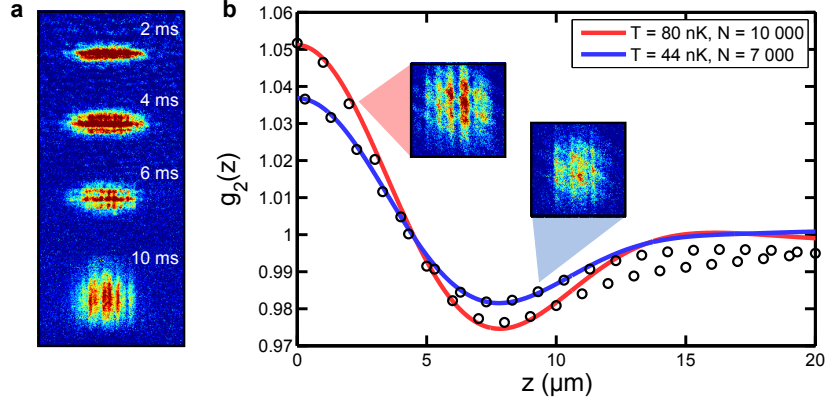 a
2 ms
4 ms
6 ms
10 ms
b
T = 80 nK, N = 10 000
T = 44 nK, N = 7 000
1.06
1.05
1.04
1.03
1.02
1.01
1
0.99
0.98
0.97
g₂(z)
0
5
10
15
20
z (μm)